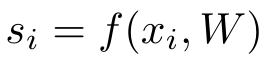 s_i = f(x_i, W)